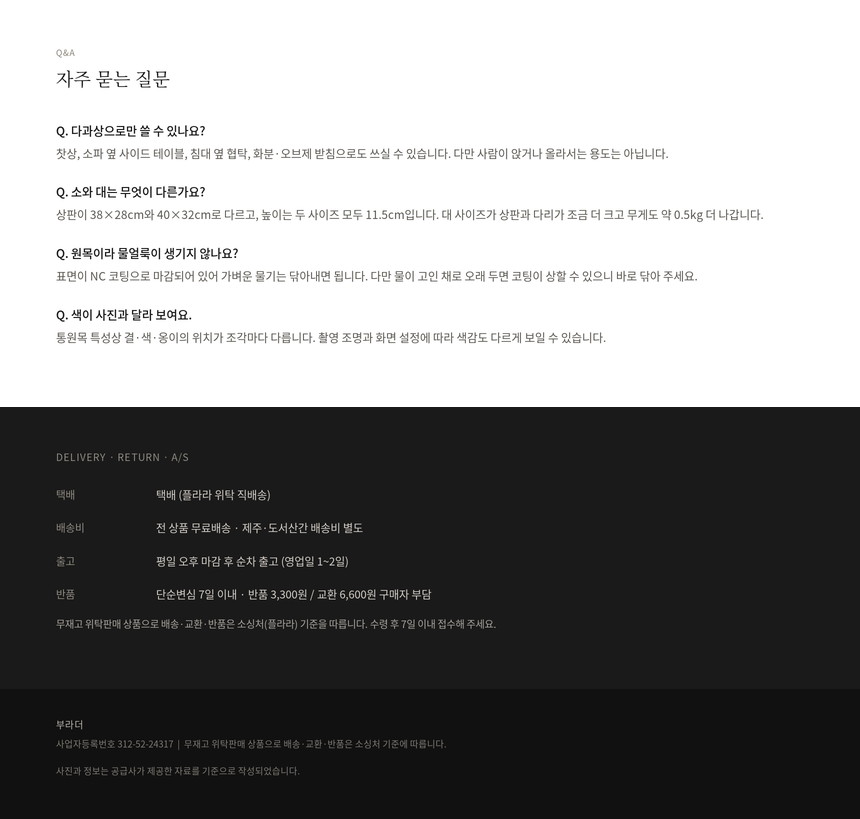 Q&A
자주 묻는 질문
Q. 다과상으로만 쓸 수 있나요?
찻상, 소파 옆 사이드 테이블, 침대 옆 협탁, 화분·오브제 받침으로도 쓰실 수 있습니다. 다만 사람이 앉거나 올라서는 용도는 아닙니다.
Q. 소와 대는 무엇이 다른가요?
상판이 38×28cm와 40×32cm로 다르고, 높이는 두 사이즈 모두 11.5cm입니다. 대 사이즈가 상판과 다리가 조금 더 크고 무게도 약 0.5kg 더 나갑니다.
Q. 원목이라 물얼룩이 생기지 않나요?
표면이 NC 코팅으로 마감되어 있어 가벼운 물기는 닦아내면 됩니다. 다만 물이 고인 채로 오래 두면 코팅이 상할 수 있으니 바로 닦아 주세요.
Q. 색이 사진과 달라 보여요.
통원목 특성상 결·색·옹이의 위치가 조각마다 다릅니다. 촬영 조명과 화면 설정에 따라 색감도 다르게 보일 수 있습니다.
DELIVERY · RETURN · A/S
택배 택배 (플라라 위탁 직배송)
배송비 전 상품 무료배송 · 제주·도서산간 배송비 별도
출고 평일 오후 마감 후 순차 출고 (영업일 1~2일)
반품 단순변심 7일 이내 · 반품 3,300원 / 교환 6,600원 구매자 부담
무재고 위탁판매 상품으로 배송·교환·반품은 소싱처(플라라) 기준을 따릅니다. 수령 후 7일 이내 접수해 주세요.
부라더
사업자등록번호 312-52-24317 | 무재고 위탁판매 상품으로 배송·교환·반품은 소싱처 기준에 따릅니다.
사진과 정보는 공급사가 제공한 자료를 기준으로 작성되었습니다.